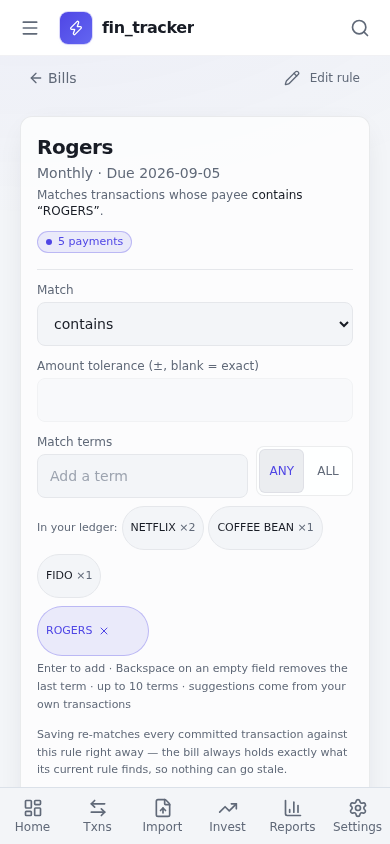 fin_tracker
Bills
Edit rule
Rogers
Monthly · Due 2026-09-05
Matches transactions whose payee contains
“ROGERS”.
5 payments
Match
contains
Amount tolerance (±, blank = exact)
Match terms
Add a term
ANY
ALL
In your ledger:
NETFLIX ×2
COFFEE BEAN ×1
FIDO ×1
ROGERS ×
Enter to add · Backspace on an empty field removes the
last term · up to 10 terms · suggestions come from your
own transactions
Saving re-matches every committed transaction against
this rule right away — the bill always holds exactly what
its current rule finds, so nothing can go stale.
Home
Txns
Import
Invest
Reports
Settings